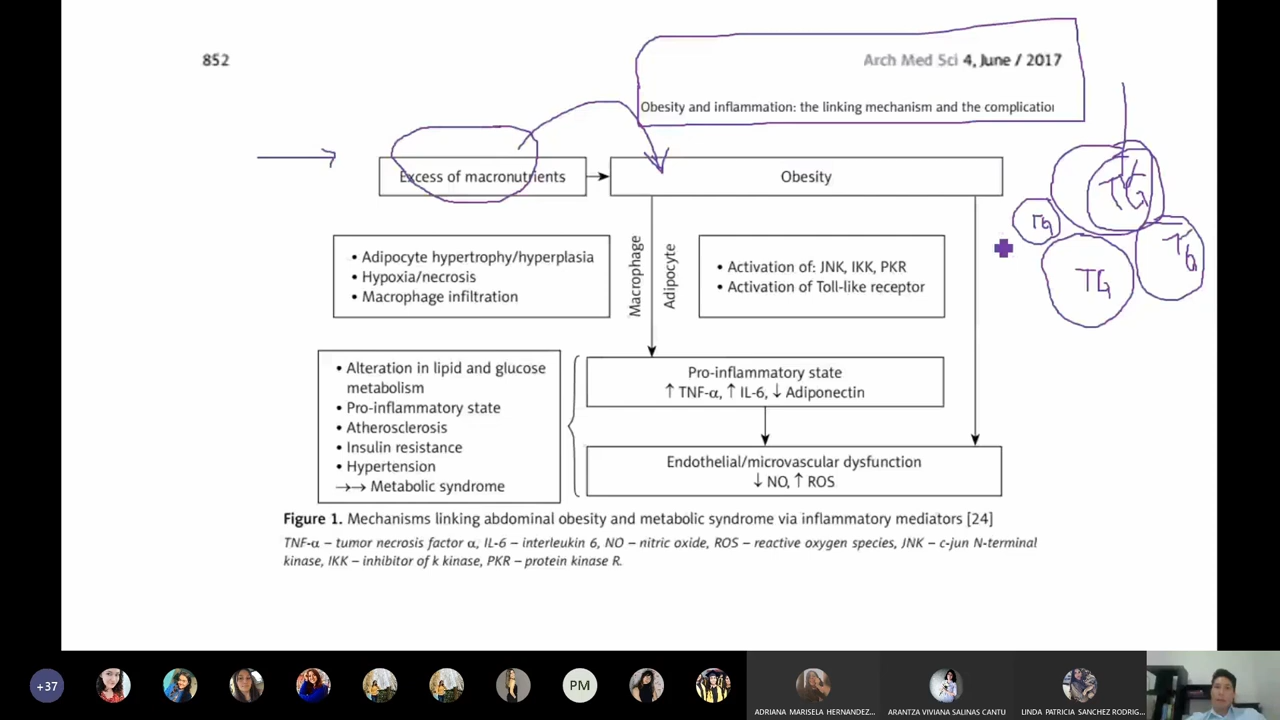 852
Arch Med Sci 4, June / 2017
Obesity and inflammation: the linking mechanism and the complicatio
Excess of macronutrients
Obesity
TG
TG
TG
TG
• Adipocyte hypertrophy/hyperplasia
• Hypoxia/necrosis
• Macrophage infiltration
Macrophage
Adipocyte
• Activation of: JNK, IKK, PKR
• Activation of Toll-like receptor
• Alteration in lipid and glucose
metabolism
• Pro-inflammatory state
• Atherosclerosis
• Insulin resistance
• Hypertension
→→ Metabolic syndrome
Pro-inflammatory state
↑ TNF-α, ↑ IL-6, ↓ Adiponectin
Endothelial/microvascular dysfunction
↓ NO, ↑ ROS
Figure 1. Mechanisms linking abdominal obesity and metabolic syndrome via inflammatory mediators [24]
TNF-α – tumor necrosis factor α, IL-6 – interleukin 6, NO – nitric oxide, ROS – reactive oxygen species, JNK – c-jun N-terminal
kinase, IKK – inhibitor of k kinase, PKR – protein kinase R.
+37
PM
ADRIANA MARISELA HERNANDEZ...
ARANTZA VIVIANA SALINAS CANTU
LINDA PATRICIA SANCHEZ RODRIG...